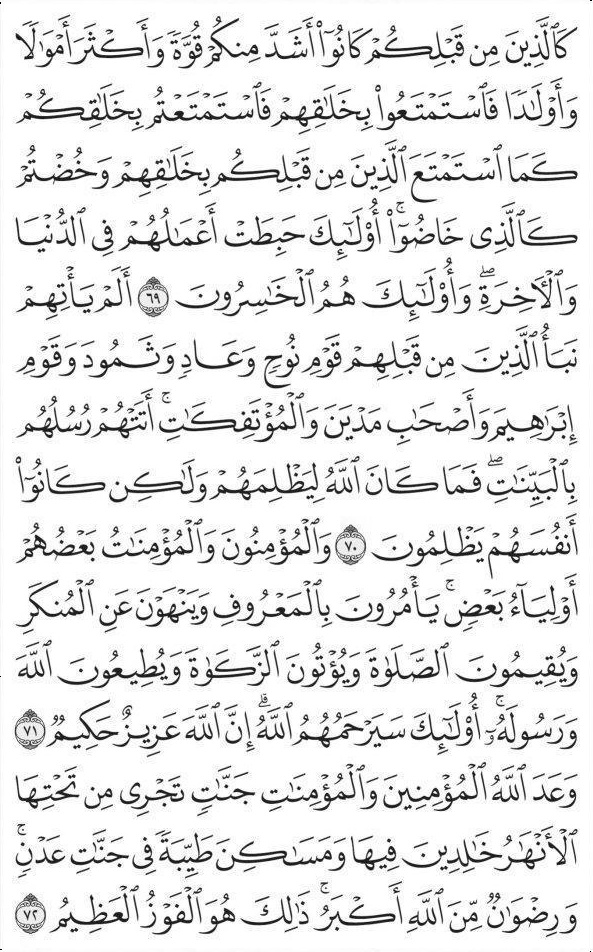 كَٱلَّذِينَ مِن قَبْلِكُمْ كَانُوٓا۟ أَشَدَّ مِنكُمْ قُوَّةً وَأَكْثَرَ أَمْوَٰلًا
وَأَوْلَـٰدًا فَٱسْتَمْتَعُوا۟ بِخَلَـٰقِهِمْ فَٱسْتَمْتَعْتُم بِخَلَـٰقِكُمْ
كَمَا ٱسْتَمْتَعَ ٱلَّذِينَ مِن قَبْلِكُم بِخَلَـٰقِهِمْ وَخُضْتُمْ
كَٱلَّذِى خَاضُوٓا۟ ۚ أُو۟لَـٰٓئِكَ حَبِطَتْ أَعْمَـٰلُهُمْ فِى ٱلدُّنْيَا
وَٱلْـَٔاخِرَةِ ۖ وَأُو۟لَـٰٓئِكَ هُمُ ٱلْخَـٰسِرُونَ ٦٩ أَلَمْ يَأْتِهِمْ
نَبَأُ ٱلَّذِينَ مِن قَبْلِهِمْ قَوْمِ نُوحٍ وَعَادٍ وَثَمُودَ وَقَوْمِ
إِبْرَٰهِيمَ وَأَصْحَـٰبِ مَدْيَنَ وَٱلْمُؤْتَفِكَـٰتِ ۚ أَتَتْهُمْ رُسُلُهُم
بِٱلْبَيِّنَـٰتِ ۖ فَمَا كَانَ ٱللَّهُ لِيَظْلِمَهُمْ وَلَـٰكِن كَانُوٓا۟
أَنفُسَهُمْ يَظْلِمُونَ ٧٠ وَٱلْمُؤْمِنُونَ وَٱلْمُؤْمِنَـٰتُ بَعْضُهُمْ
أَوْلِيَآءُ بَعْضٍ ۚ يَأْمُرُونَ بِٱلْمَعْرُوفِ وَيَنْهَوْنَ عَنِ ٱلْمُنكَرِ
وَيُقِيمُونَ ٱلصَّلَوٰةَ وَيُؤْتُونَ ٱلزَّكَوٰةَ وَيُطِيعُونَ ٱللَّهَ
وَرَسُولَهُۥٓ ۚ أُو۟لَـٰٓئِكَ سَيَرْحَمُهُمُ ٱللَّهُ ۗ إِنَّ ٱللَّهَ عَزِيزٌ حَكِيمٌ ٧١
وَعَدَ ٱللَّهُ ٱلْمُؤْمِنِينَ وَٱلْمُؤْمِنَـٰتِ جَنَّـٰتٍ تَجْرِى مِن تَحْتِهَا
ٱلْأَنْهَـٰرُ خَـٰلِدِينَ فِيهَا وَمَسَـٰكِنَ طَيِّبَةً فِى جَنَّـٰتِ عَدْنٍ ۚ
وَرِضْوَٰنٌ مِّنَ ٱللَّهِ أَكْبَرُ ۚ ذَٰلِكَ هُوَ ٱلْفَوْزُ ٱلْعَظِيمُ ٧٢